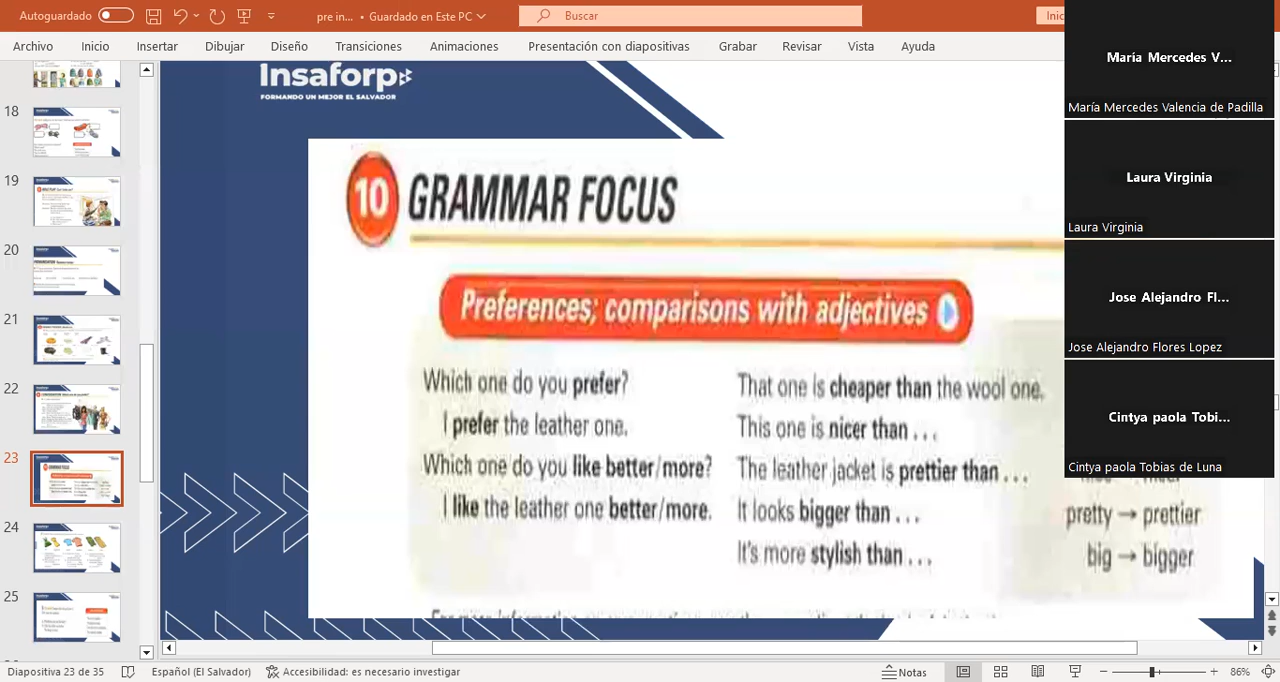 Autoguardado
pre in... • Guardado en Este PC
Buscar
Inic
Archivo Inicio Insertar Dibujar Diseño Transiciones Animaciones Presentación con diapositivas Grabar Revisar Vista Ayuda
18
19
20
21
22
23
24
25
Insaforp
FORMANDO UN MEJOR EL SALVADOR
10 GRAMMAR FOCUS
Preferences; comparisons with adjectives
Which one do you prefer?
I prefer the leather one.
Which one do you like better/more?
I like the leather one better/more.
That one is cheaper than the wool one.
This one is nicer than . . .
The leather jacket is prettier than . . .
It looks bigger than . . .
It's more stylish than . . .
pretty → prettier
big → bigger
María Mercedes V...
María Mercedes Valencia de Padilla
Laura Virginia
Laura Virginia
Jose Alejandro Fl...
Jose Alejandro Flores Lopez
Cintya paola Tobi...
Cintya paola Tobias de Luna
Diapositiva 23 de 35
Español (El Salvador)
Accesibilidad: es necesario investigar
Notas
86%